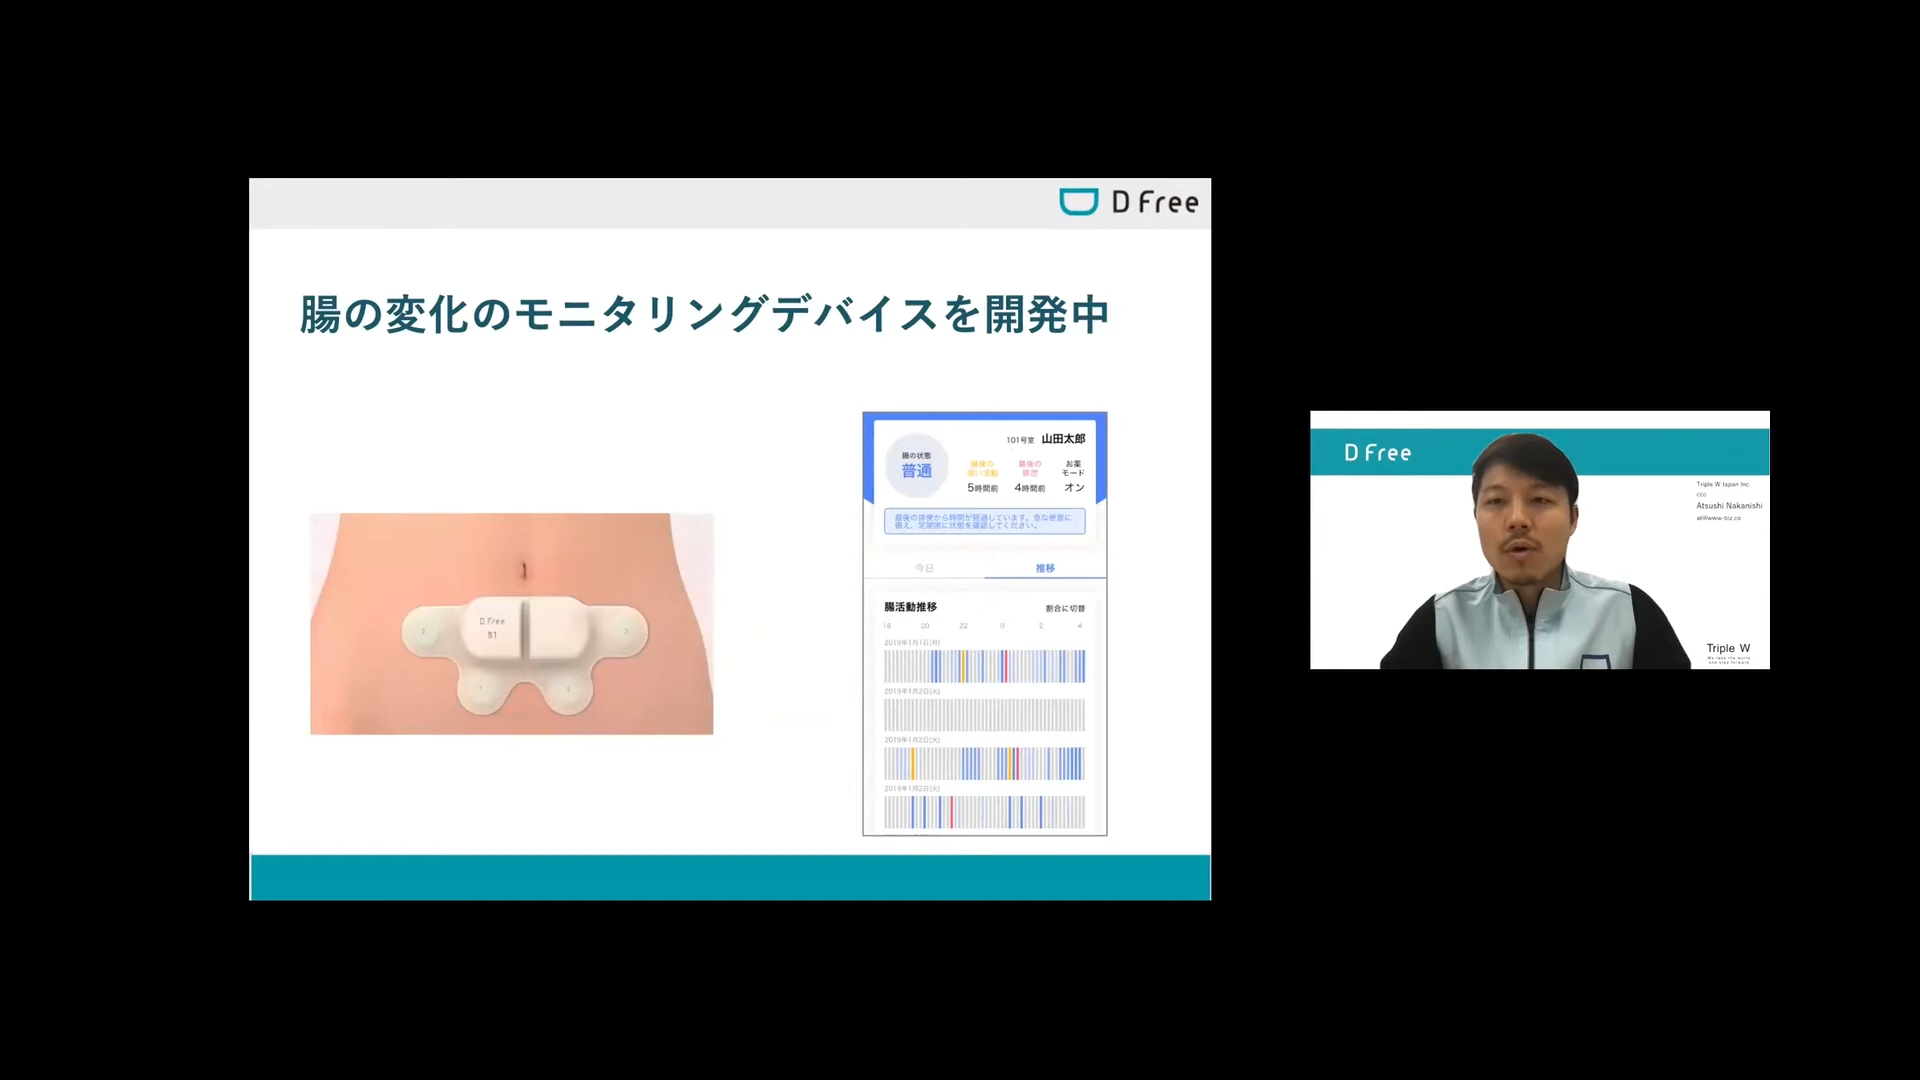 D Free
腸の変化のモニタリングデバイスを開発中
D Free
B1
101号室 山田太郎
腸の状態
普通
最後の
強い活動
5時間前
最後の
排泄
4時間前
お薬
モード
オン
最後の排便から時間が経過しています。急な便意に
備え、定期的に状態を確認してください。
今日 推移
腸活動推移 割合に切替
18 20 22 0 2 4
2019年1月1日(月)
2019年1月2日(火)
2019年1月2日(火)
2019年1月2日(火)
D Free
Triple W Japan Inc.
CEO
Atsushi Nakanishi
at@www-biz.co
Triple W
We take the world
one step forward